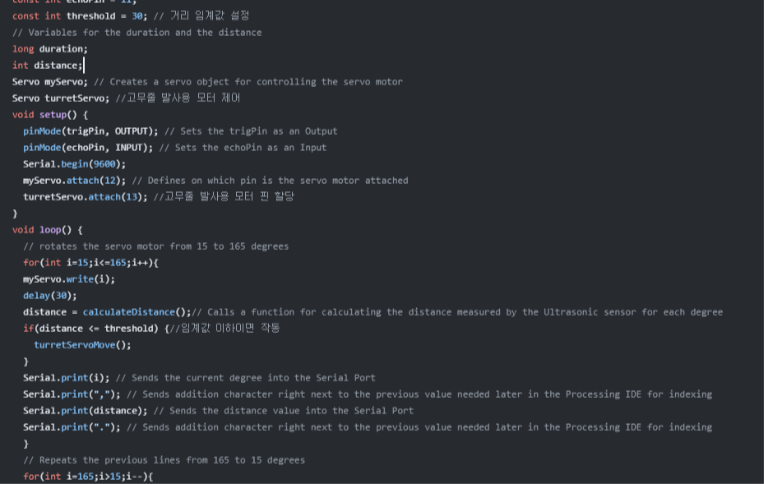 const int echoPin = 11;
const int threshold = 30; // 거리 임계값 설정
// Variables for the duration and the distance
long duration;
int distance;
Servo myServo; // Creates a servo object for controlling the servo motor
Servo turretServo; //고무줄 발사용 모터 제어
void setup() {
  pinMode(trigPin, OUTPUT); // Sets the trigPin as an Output
  pinMode(echoPin, INPUT); // Sets the echoPin as an Input
  Serial.begin(9600);
  myServo.attach(12); // Defines on which pin is the servo motor attached
  turretServo.attach(13); //고무줄 발사용 모터 핀 할당
}
void loop() {
  // rotates the servo motor from 15 to 165 degrees
  for(int i=15;i<=165;i++){
  myServo.write(i);
  delay(30);
  distance = calculateDistance();// Calls a function for calculating the distance measured by the Ultrasonic sensor for each degree
  if(distance <= threshold) {//임계값 이하이면 작동
    turretServoMove();
  }
  Serial.print(i); // Sends the current degree into the Serial Port
  Serial.print(","); // Sends addition character right next to the previous value needed later in the Processing IDE for indexing
  Serial.print(distance); // Sends the distance value into the Serial Port
  Serial.print("."); // Sends addition character right next to the previous value needed later in the Processing IDE for indexing
  }
  // Repeats the previous lines from 165 to 15 degrees
  for(int i=165;i>15;i--){